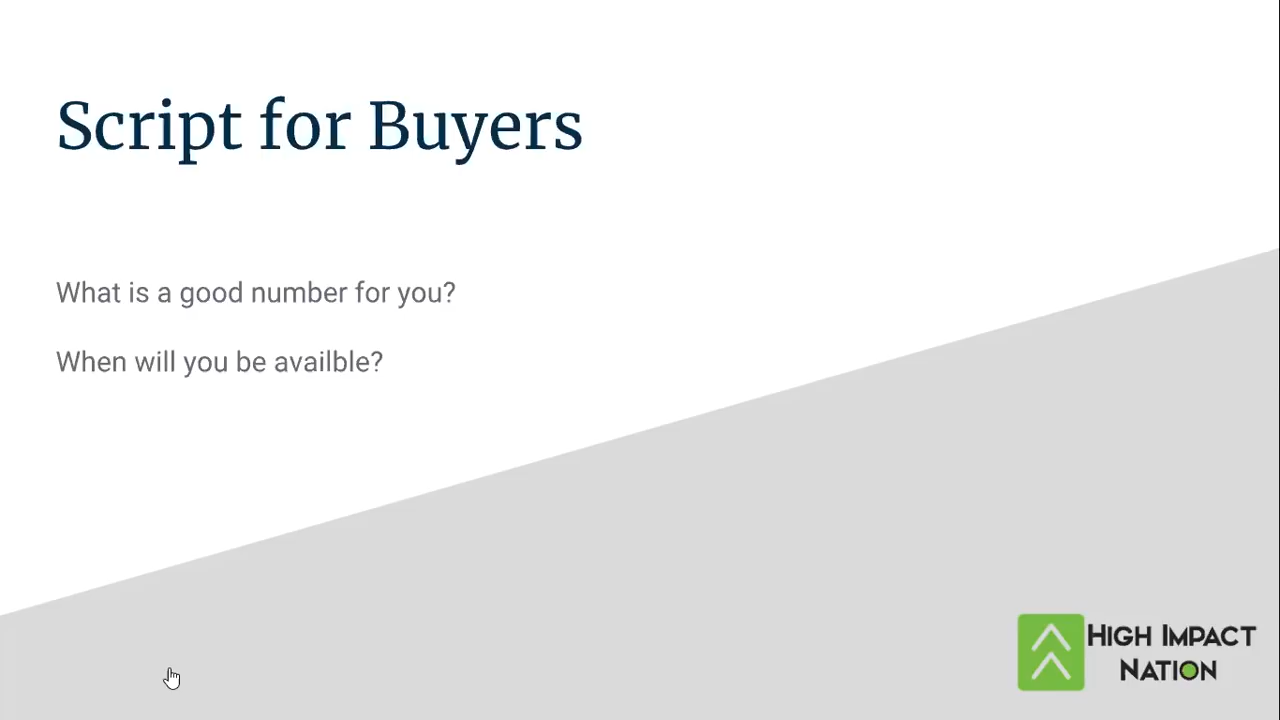 Script for Buyers
What is a good number for you?
When will you be availble?
HIGH IMPACT
NATION